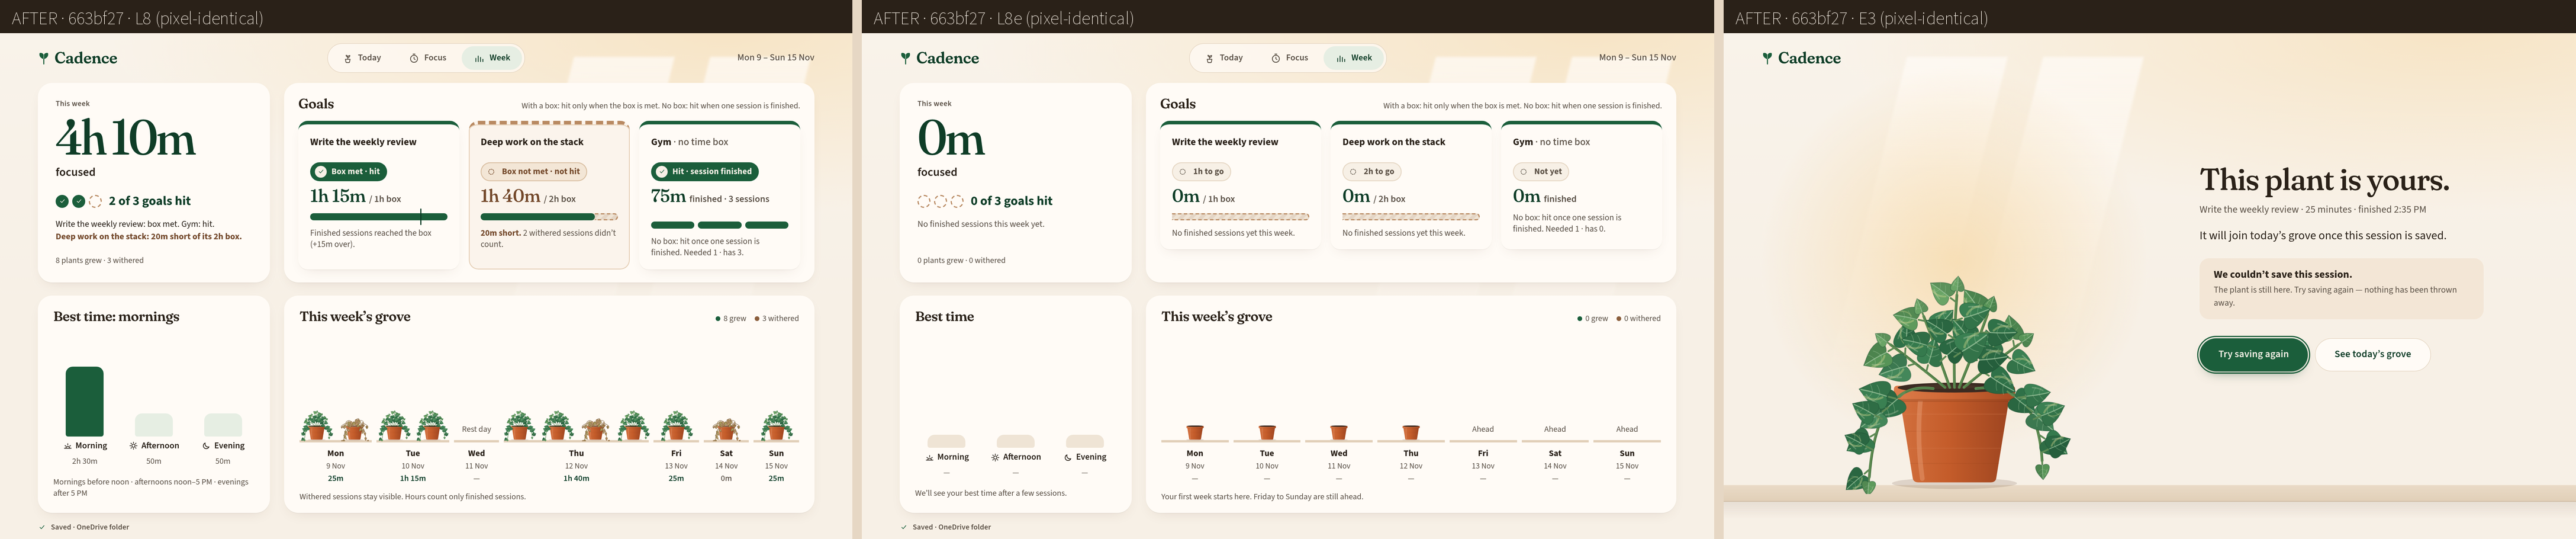 AFTER · 663bf27 · L8 (pixel-identical)
Cadence
Today
Focus
Week
Mon 9 – Sun 15 Nov
This week
4h 10m
focused
2 of 3 goals hit
Write the weekly review: box met. Gym: hit.
Deep work on the stack: 20m short of its 2h box.
8 plants grew · 3 withered
Goals
With a box: hit only when the box is met. No box: hit when one session is finished.
Write the weekly review
Box met · hit
1h 15m / 1h box
Finished sessions reached the box
(+15m over).
Deep work on the stack
Box not met · not hit
1h 40m / 2h box
20m short. 2 withered sessions didn’t
count.
Gym · no time box
Hit · session finished
75m finished · 3 sessions
No box: hit once one session is
finished. Needed 1 · has 3.
Best time: mornings
Morning
Afternoon
Evening
2h 30m
50m
50m
Mornings before noon · afternoons noon–5 PM · evenings
after 5 PM
This week’s grove
8 grew
3 withered
Rest day
Mon
Tue
Wed
Thu
Fri
Sat
Sun
9 Nov
10 Nov
11 Nov
12 Nov
13 Nov
14 Nov
15 Nov
25m
1h 15m
—
1h 40m
25m
0m
25m
Withered sessions stay visible. Hours count only finished sessions.
Saved · OneDrive folder
AFTER · 663bf27 · L8e (pixel-identical)
Cadence
Today
Focus
Week
Mon 9 – Sun 15 Nov
This week
0m
focused
0 of 3 goals hit
No finished sessions this week yet.
0 plants grew · 0 withered
Goals
With a box: hit only when the box is met. No box: hit when one session is finished.
Write the weekly review
1h to go
0m / 1h box
No finished sessions yet this week.
Deep work on the stack
2h to go
0m / 2h box
No finished sessions yet this week.
Gym · no time box
Not yet
0m finished
No box: hit once one session is
finished. Needed 1 · has 0.
Best time
Morning
Afternoon
Evening
—
—
—
We’ll see your best time after a few sessions.
This week’s grove
0 grew
0 withered
Ahead
Ahead
Ahead
Mon
Tue
Wed
Thu
Fri
Sat
Sun
9 Nov
10 Nov
11 Nov
12 Nov
13 Nov
14 Nov
15 Nov
—
—
—
—
—
—
—
Your first week starts here. Friday to Sunday are still ahead.
Saved · OneDrive folder
AFTER · 663bf27 · E3 (pixel-identical)
Cadence
This plant is yours.
Write the weekly review · 25 minutes · finished 2:35 PM
It will join today’s grove once this session is saved.
We couldn’t save this session.
The plant is still here. Try saving again — nothing has been thrown
away.
Try saving again
See today’s grove